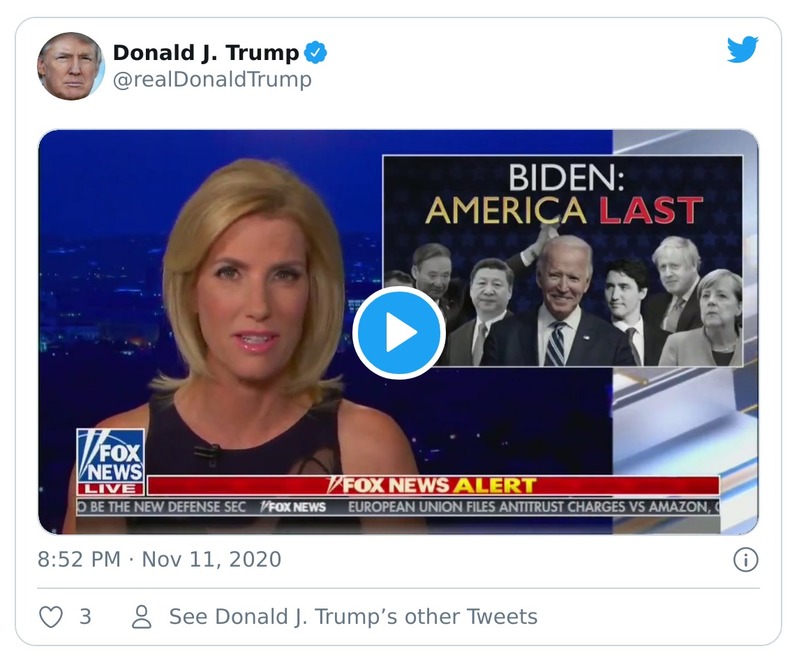 Donald J. Trump
@realDonaldTrump
BIDEN:
AMERICA LAST
FOX
NEWS
LIVE
FOX NEWS ALERT
O BE THE NEW DEFENSE SEC FOX NEWS EUROPEAN UNION FILES ANTITRUST CHARGES VS AMAZON,
8:52 PM · Nov 11, 2020
3 See Donald J. Trump’s other Tweets